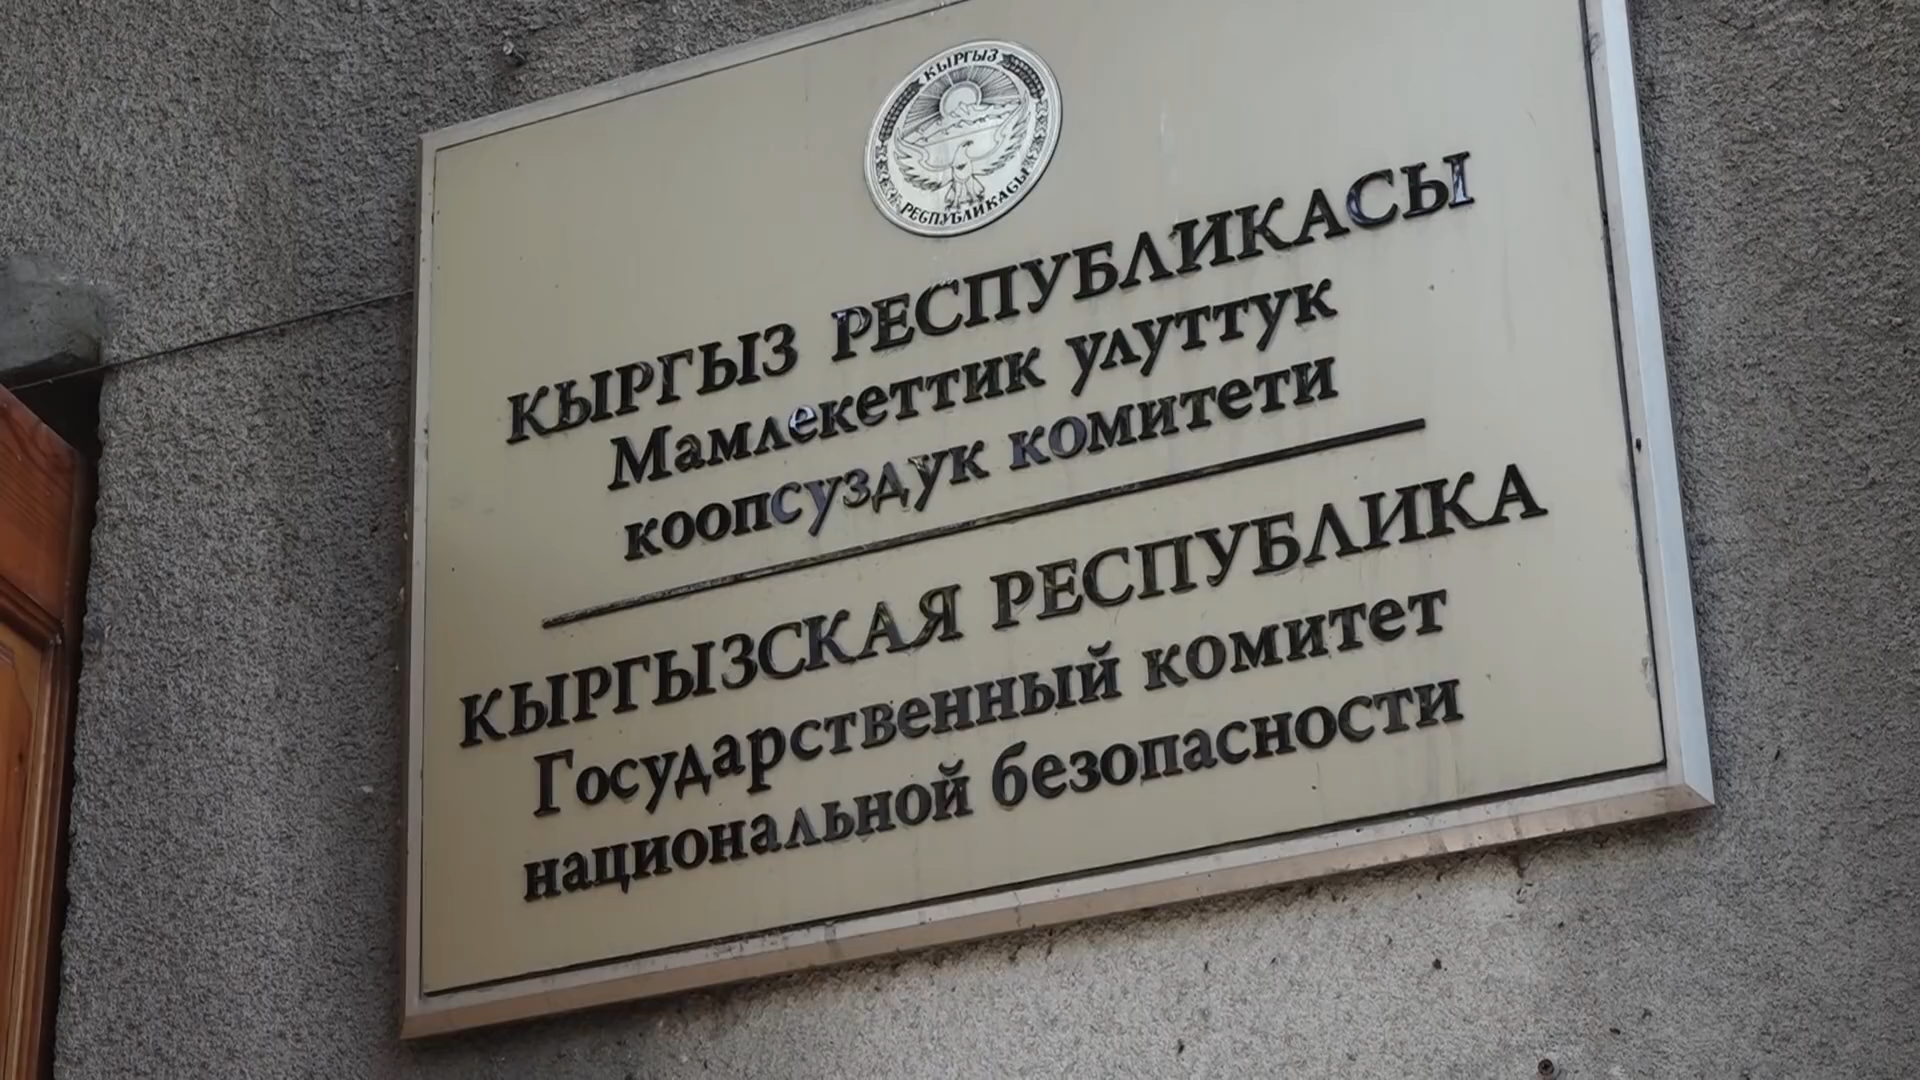 КЫРГЫЗ
РЕСПУБЛИКАСЫ
КЫРГЫЗ РЕСПУБЛИКАСЫ
Мамлекеттик улуттук
коопсуздук комитети
КЫРГЫЗСКАЯ РЕСПУБЛИКА
Государственный комитет
национальной безопасности